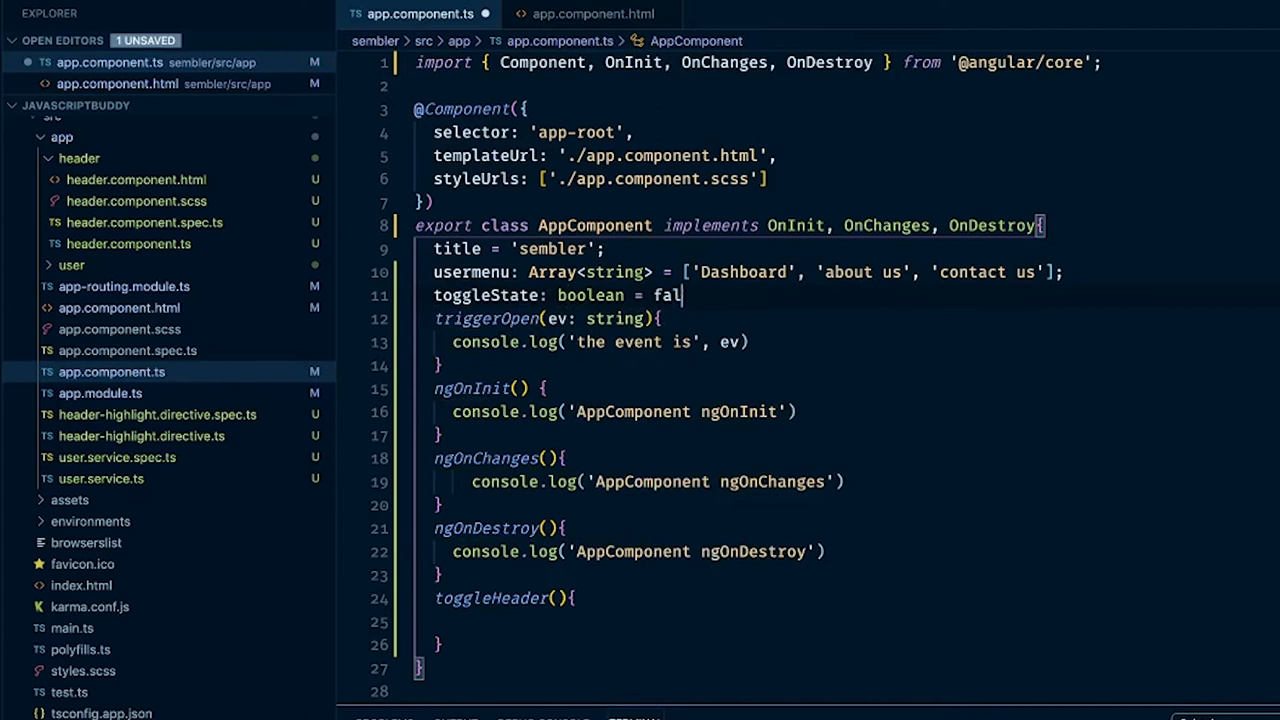 EXPLORER
OPEN EDITORS 1 UNSAVED
app.component.ts sembler/src/app M
app.component.html sembler/src/app M
JAVASCRIPTBUDDY
src
app
header
header.component.html U
header.component.scss U
header.component.spec.ts U
header.component.ts U
user
app-routing.module.ts M
app.component.html M
app.component.scss
app.component.spec.ts
app.component.ts M
app.module.ts M
header-highlight.directive.spec.ts U
header-highlight.directive.ts U
user.service.spec.ts U
user.service.ts U
assets
environments
browserslist
favicon.ico
index.html
karma.conf.js
main.ts
polyfills.ts
styles.scss
test.ts
tsconfig.app.json
TS app.component.ts
<> app.component.html
sembler > src > app > TS app.component.ts > AppComponent
1 import { Component, OnInit, OnChanges, OnDestroy } from '@angular/core';
2
3 @Component({
4 selector: 'app-root',
5 templateUrl: './app.component.html',
6 styleUrls: ['./app.component.scss']
7 })
8 export class AppComponent implements OnInit, OnChanges, OnDestroy{
9 title = 'sembler';
10 usermenu: Array<string> = ['Dashboard', 'about us', 'contact us'];
11 toggleState: boolean = fal
12 triggerOpen(ev: string){
13 console.log('the event is', ev)
14 }
15 ngOnInit() {
16 console.log('AppComponent ngOnInit')
17 }
18 ngOnChanges(){
19 console.log('AppComponent ngOnChanges')
20 }
21 ngOnDestroy(){
22 console.log('AppComponent ngOnDestroy')
23 }
24 toggleHeader(){
25
26 }
27 }
28